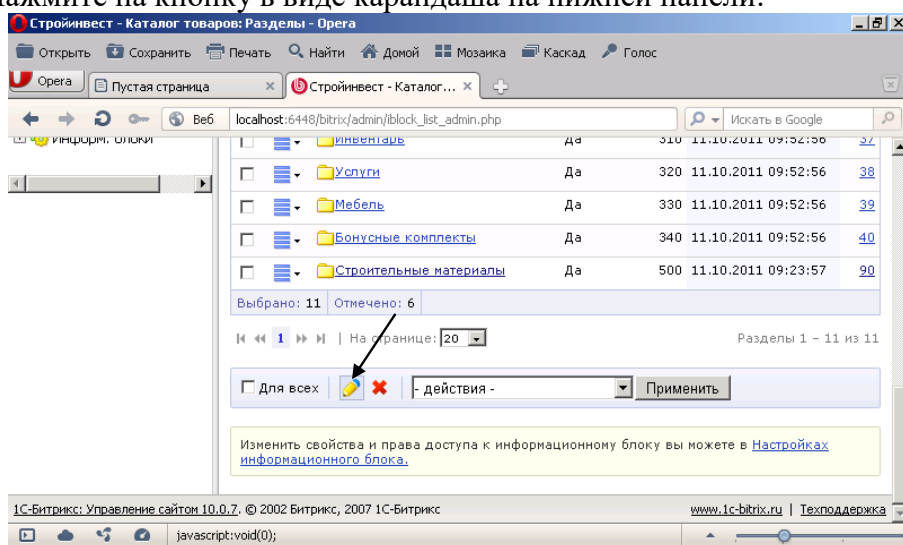 нажмите на кнопку в виде карандаша на нижней панели.
Стройинвест - Каталог товаров: Разделы - Opera
Открыть Сохранить Печать Найти Домой Мозаика Каскад Голос
Opera Пустая страница Стройинвест - Каталог...
Веб localhost:6448/bitrix/admin/iblock_list_admin.php Искать в Google
Информ. блоки Инвентарь Да 310 11.10.2011 09:52:56 37
Услуги Да 320 11.10.2011 09:52:56 38
Мебель Да 330 11.10.2011 09:52:56 39
Бонусные комплекты Да 340 11.10.2011 09:52:56 40
Строительные материалы Да 500 11.10.2011 09:23:57 90
Выбрано: 11 Отмечено: 6
1 | На странице: 20 Разделы 1 – 11 из 11
Для всех - действия - Применить
Изменить свойства и права доступа к информационному блоку вы можете в Настройках
информационного блока.
1С-Битрикс: Управление сайтом 10.0.7. © 2002 Битрикс, 2007 1С-Битрикс www.1c-bitrix.ru | Техподдержка
javascript:void(0);